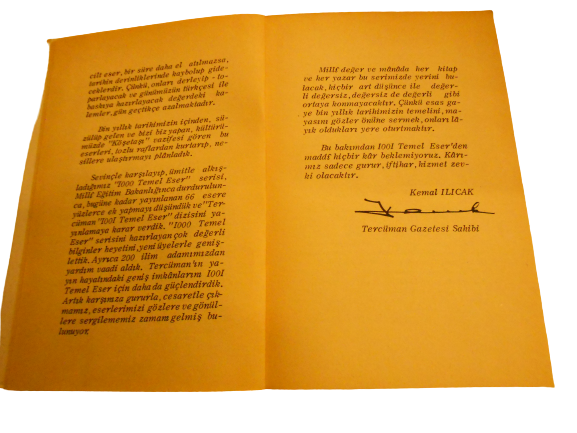 cili eser, bir süre daha el atılmazsa,
tarihin derinliklerinde kaybolup gide-
ceklerdir. Çünkü, onları derleyip - to-
parlayacak ve günümüzün türkçesi ile
baskıya hazırlayacak değerdeki ka-
lemler, gün geçtikçe azalmaktadır.
Bin yıllık tarihimizin içinden, sü-
zülüp gelen ve bizi biz yapan, kültürü-
müzde "Köşetaşı" vazifesi gören bu
eserleri, tozlu raflardan kurtarıp, ne-
sillere ulaştırmayı plânladık.
Sevinçle karşılayıp, ümitle alkış-
ladığımız "1000 Temel Eser" serisi,
Millî Eğitim Bakanlığınca durdurulun-
ca, bugüne kadar yayınlanan 66 esere
yüzlerce ek yapmayı düşündük ve "Ter-
cüman "1001 Temel Eser" dizisini ya-
yınlamaya karar verdik. "1000 Temel
Eser" serisini hazırlayan çok değerli
bilginler heyetini, yeni üyelerle geniş-
lettik. Ayrıca 200 ilim adamımızdan
yardım vaadi aldık. Tercüman'ın ya-
yın hayatındaki geniş imkânlarını 1001
Temel Eser için daha da güçlendirdik.
Artık karşınıza gururla, cesaretle çık-
mamız, eserlerimizi gözlere ve gönül-
lere sergilememiz zamanı gelmiş bu-
lunuyor.
Millî değer ve mânâda her kitap
ve her yazar bu serimizde yerini bu-
lacak, hiçbir art düşünce ile değer-
li değersiz, değersiz de değerli gibi
ortaya konmayacaktır. Çünkü esas ga-
ye bin yıllık tarihimizin temelini, ma-
yasını gözler önüne sermek, onları lâ-
yık oldukları yere oturtmaktır.
Bu bakımdan 1001 Temel Eser'den
maddî hiçbir kâr beklemiyoruz. Kârı-
mız sadece gurur, iftihar, hizmet zev-
ki olacaktır.
Kemal ILICAK
Tercüman Gazetesi Sahibi